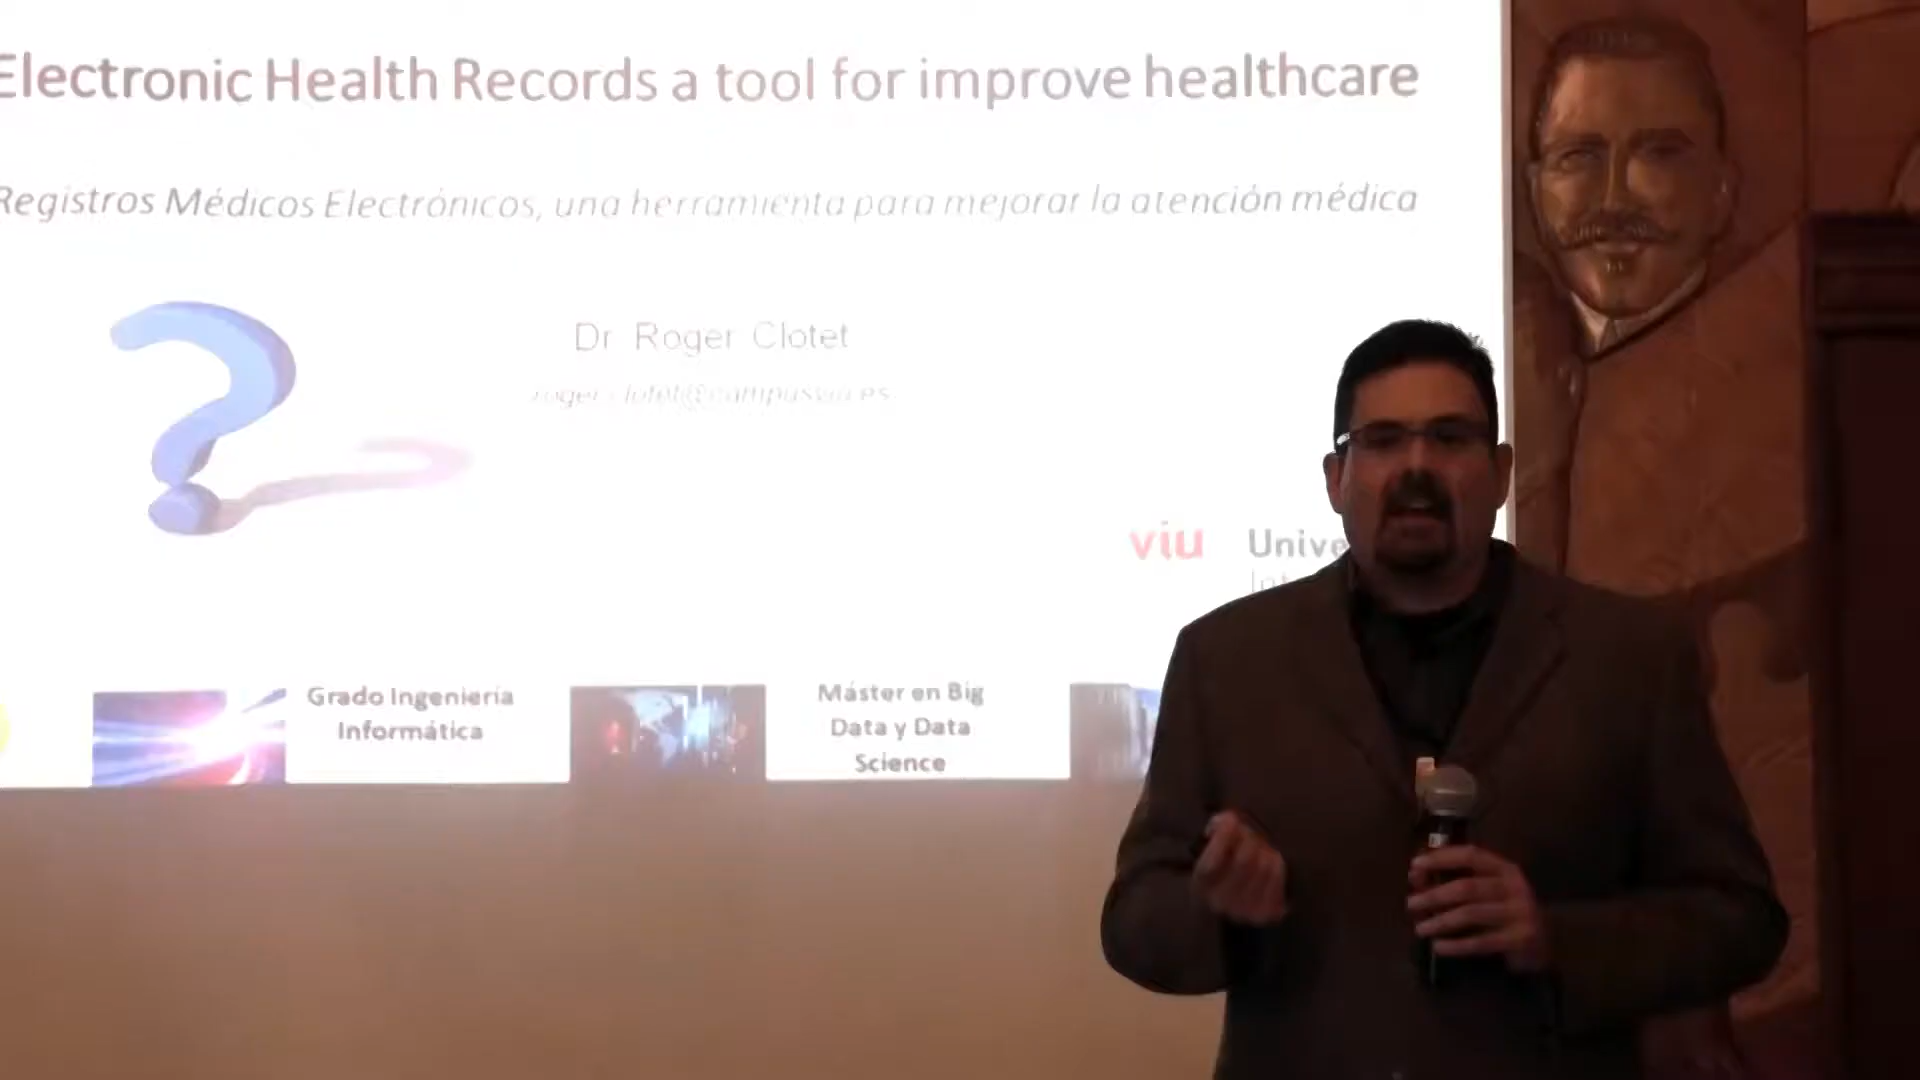 Electronic Health Records a tool for improve healthcare
Registros Médicos Electrónicos, una herramienta para mejorar la atención médica
Dr Roger Clotet
viu
Grado Ingeniería
Informática
Máster en Big
Data y Data
Science